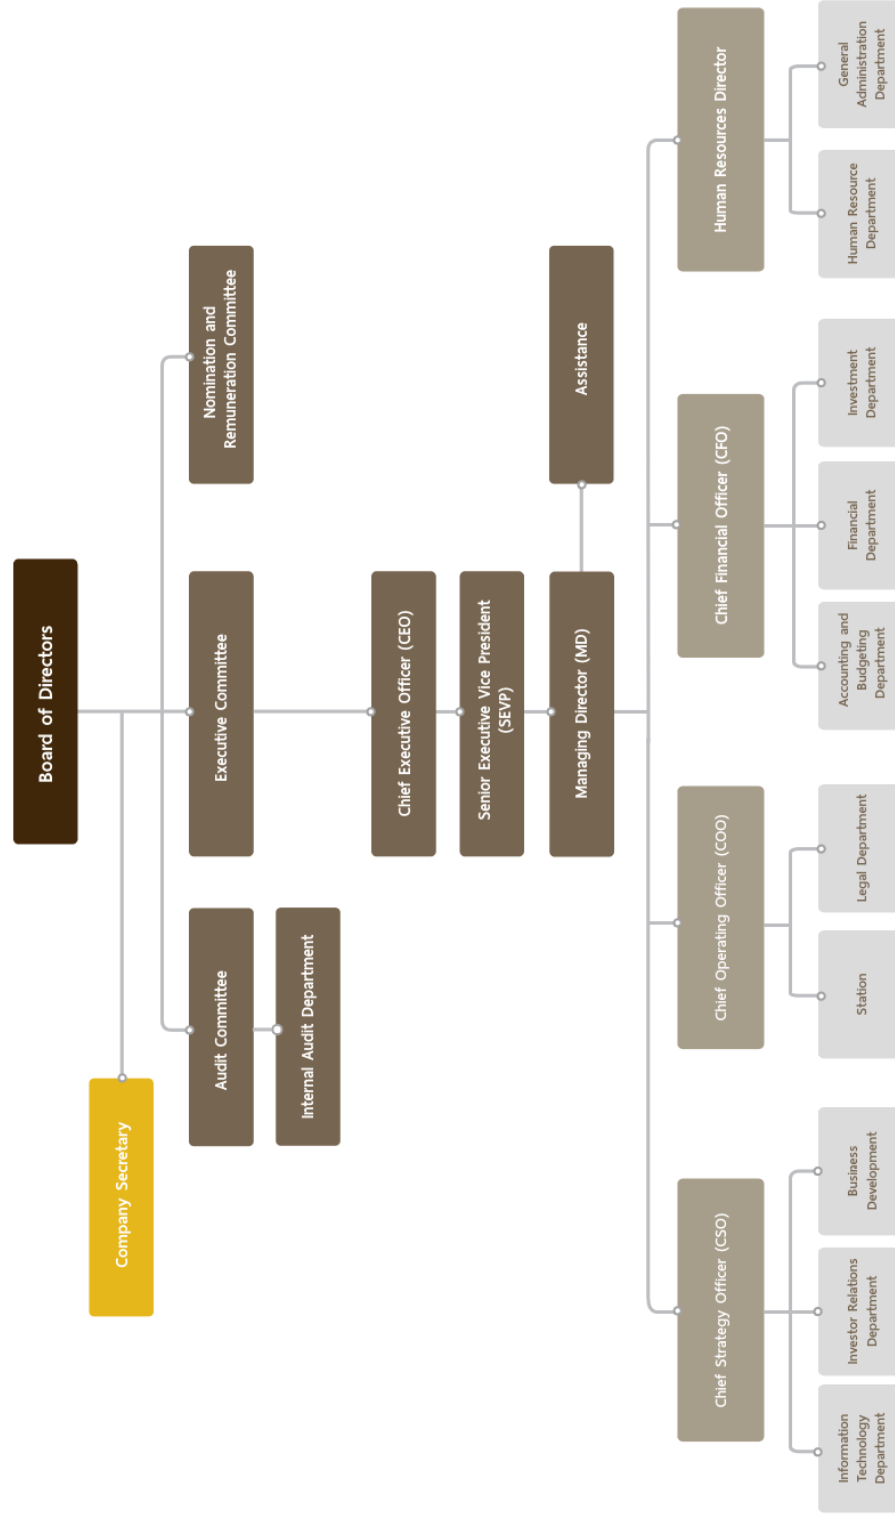 Board of Directors
Company Secretary
Audit Committee
Executive Committee
Nomination and
Remuneration Committee
Internal Audit Department
Chief Executive Officer (CEO)
Senior Executive Vice President
(SEVP)
Managing Director (MD)
Assistance
Chief Strategy Officer (CSO)
Chief Operating Officer (COO)
Chief Financial Officer (CFO)
Human Resources Director
Information
Technology
Department
Investor Relations
Department
Business
Development
Station
Legal Department
Accounting and
Budgeting
Department
Financial
Department
Investment
Department
Human Resource
Department
General
Administration
Department